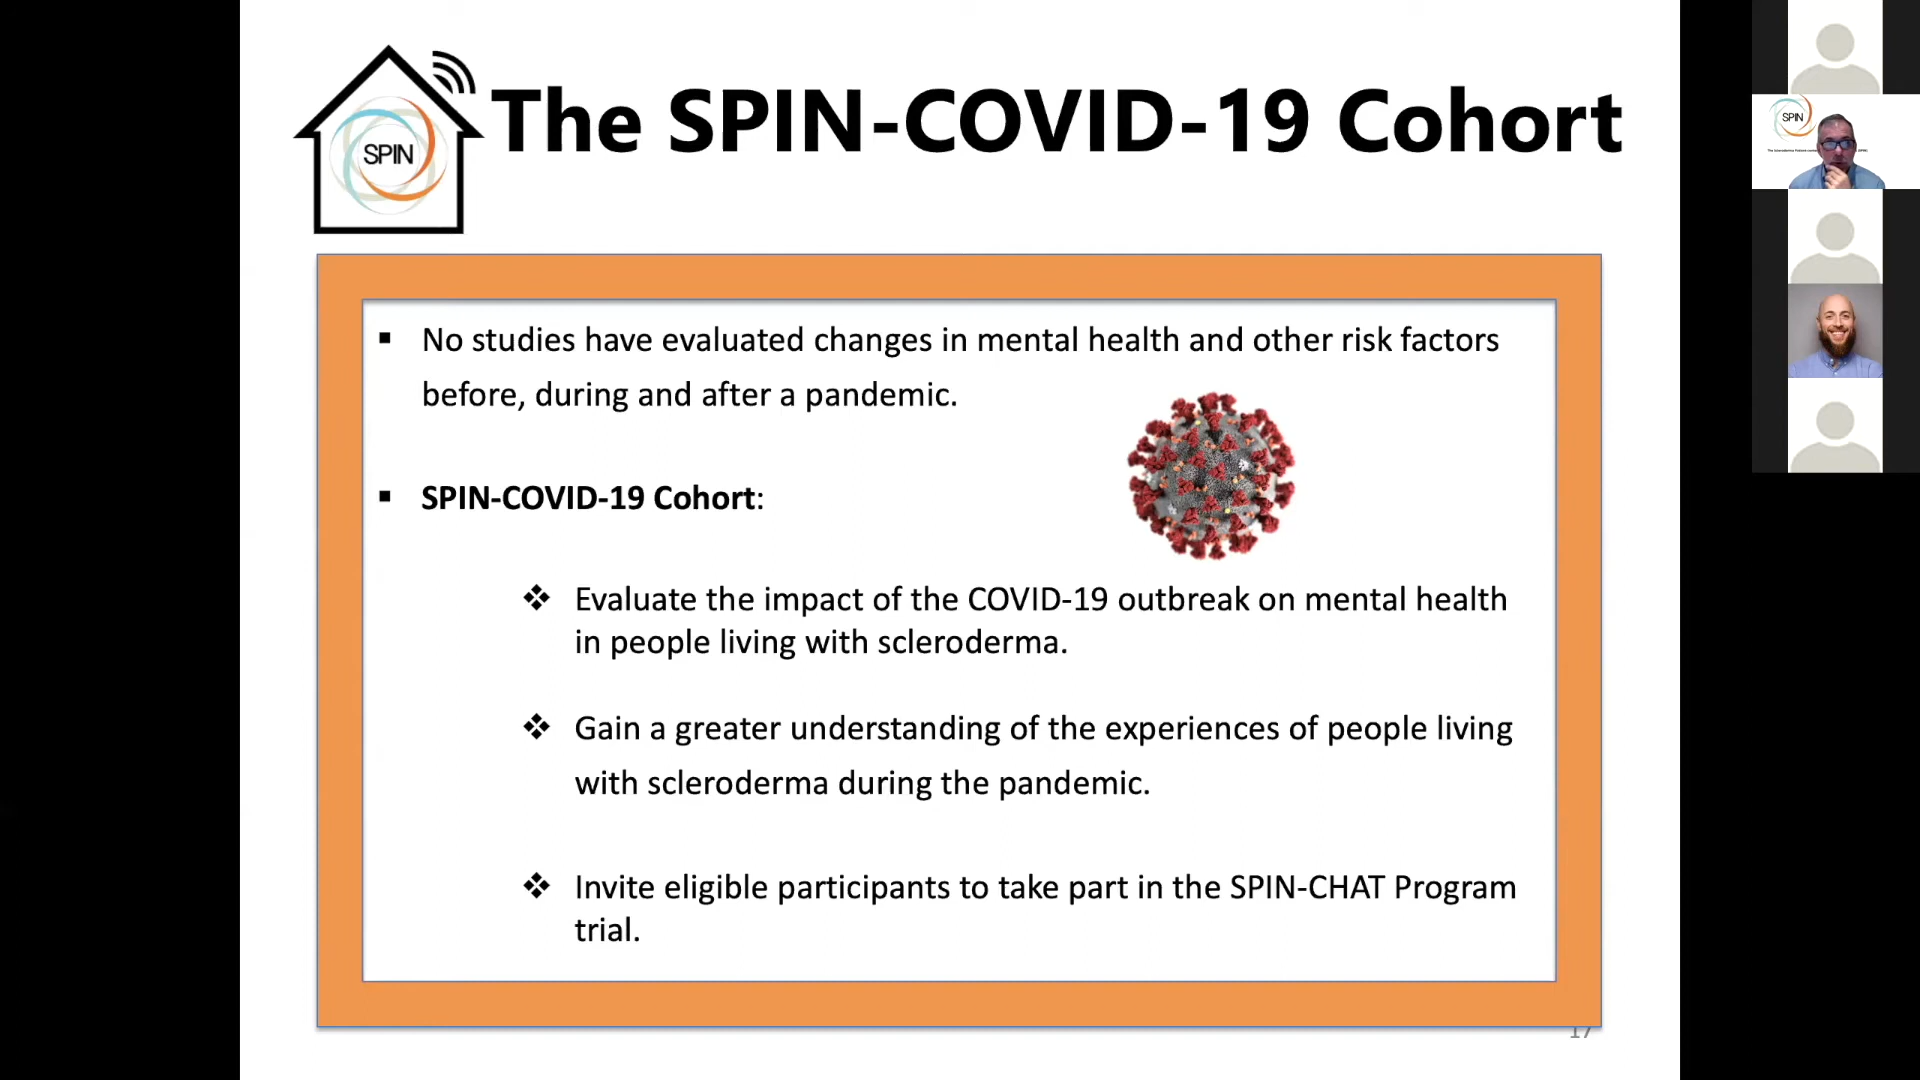 SPIN
The SPIN-COVID-19 Cohort
▪ No studies have evaluated changes in mental health and other risk factors
before, during and after a pandemic.
▪ SPIN-COVID-19 Cohort:
❖ Evaluate the impact of the COVID-19 outbreak on mental health
in people living with scleroderma.
❖ Gain a greater understanding of the experiences of people living
with scleroderma during the pandemic.
❖ Invite eligible participants to take part in the SPIN-CHAT Program
trial.
17
SPIN